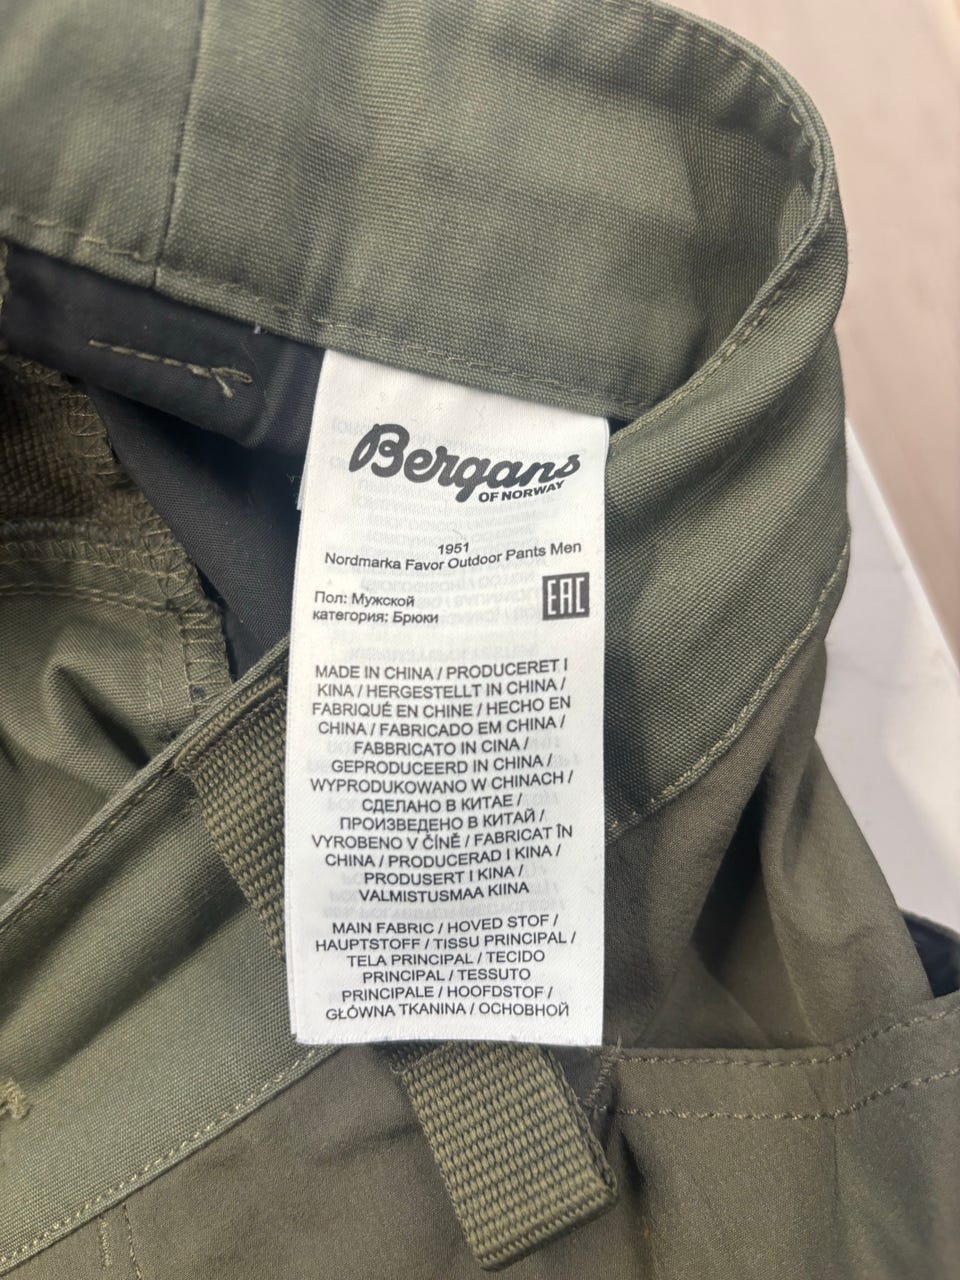 Bergans
OF NORWAY
1951
Nordmarka Favor Outdoor Pants Men
Пол: Мужской
категория: Брюки
EAC
MADE IN CHINA / PRODUCERET I
KINA / HERGESTELLT IN CHINA /
FABRIQUÉ EN CHINE / HECHO EN
CHINA / FABRICADO EM CHINA /
FABBRICATO IN CINA /
GEPRODUCEERD IN CHINA /
WYPRODUKOWANO W CHINACH /
СДЕЛАНО В КИТАЕ /
ПРОИЗВЕДЕНО В КИТАЙ /
VYROBENO V ČÍNĚ / FABRICAT ÎN
CHINA / PRODUCERAD I KINA /
PRODUSERT I KINA /
VALMISTUSMAA KIINA
MAIN FABRIC / HOVED STOF /
HAUPTSTOFF / TISSU PRINCIPAL /
TELA PRINCIPAL / TECIDO
PRINCIPAL / TESSUTO
PRINCIPALE / HOOFDSTOF /
GŁÓWNA TKANINA / ОСНОВНОЙ